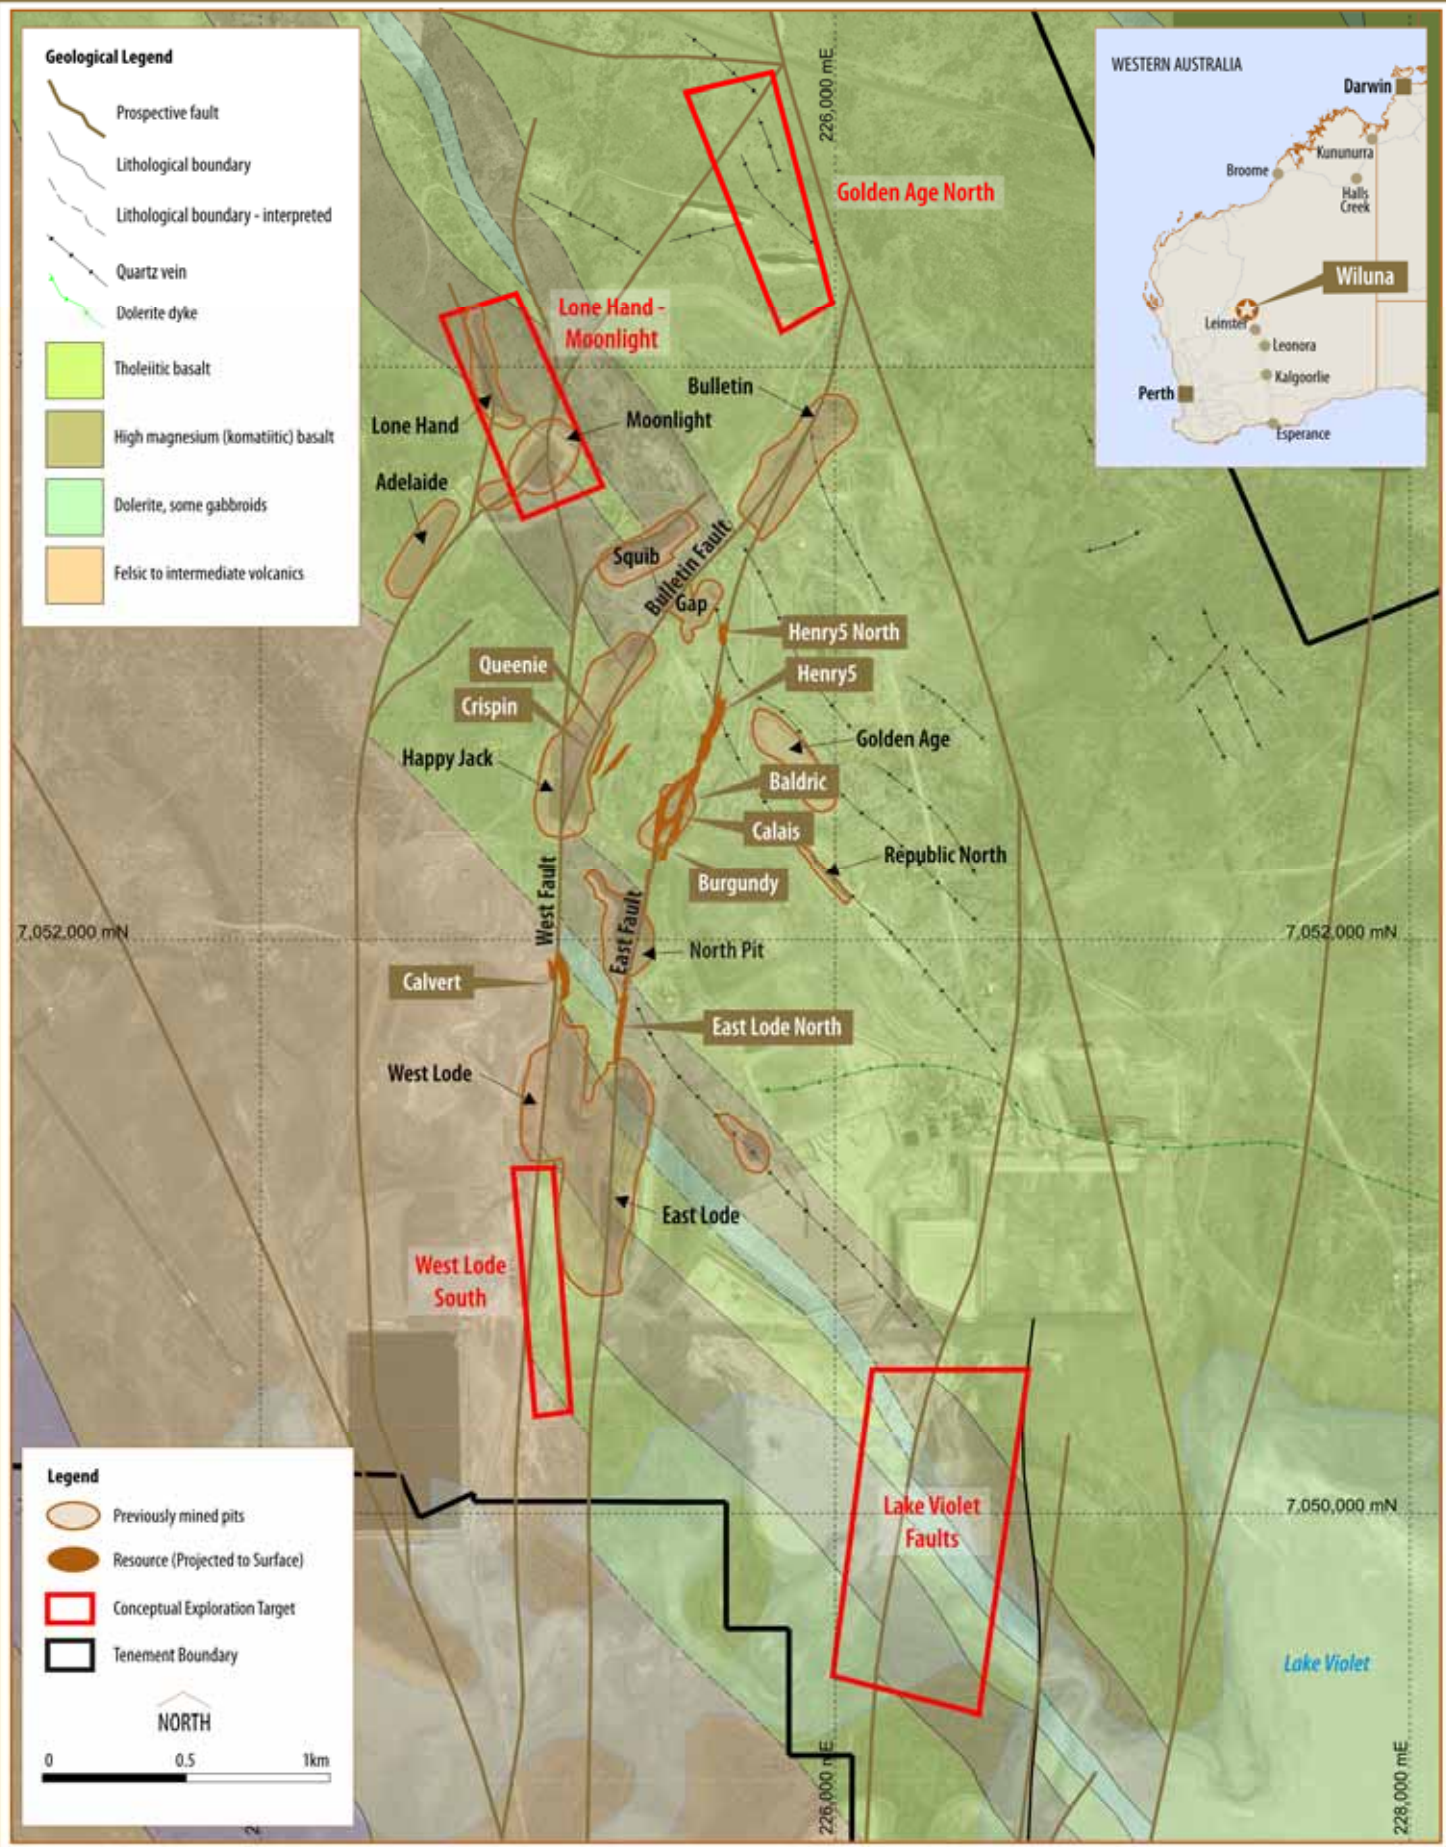 Geological Legend
Prospective fault
Lithological boundary
Lithological boundary - interpreted
Quartz vein
Dolerite dyke
Tholeiitic basalt
High magnesium (komatiitic) basalt
Dolerite, some gabbroids
Felsic to intermediate volcanics
226,000 mE
WESTERN AUSTRALIA
Darwin
Kununurra
Broome
Halls
Creek
Wiluna
Leinster
Leonora
Kalgoorlie
Perth
Esperance
Golden Age North
Lone Hand -
Moonlight
Bulletin
Lone Hand
Moonlight
Adelaide
Squib
Bulletin Fault
Gap
Henry5 North
Queenie
Henry5
Crispin
Golden Age
Happy Jack
Baldric
Calais
Republic North
Burgundy
West Fault
East Fault
7,052,000 mN
7,052,000 mN
North Pit
Calvert
East Lode North
West Lode
East Lode
West Lode
South
Lake Violet
Faults
7,050,000 mN
Lake Violet
Legend
Previously mined pits
Resource (Projected to Surface)
Conceptual Exploration Target
Tenement Boundary
NORTH
0 0.5 1km
226,000 mE
228,000 mE